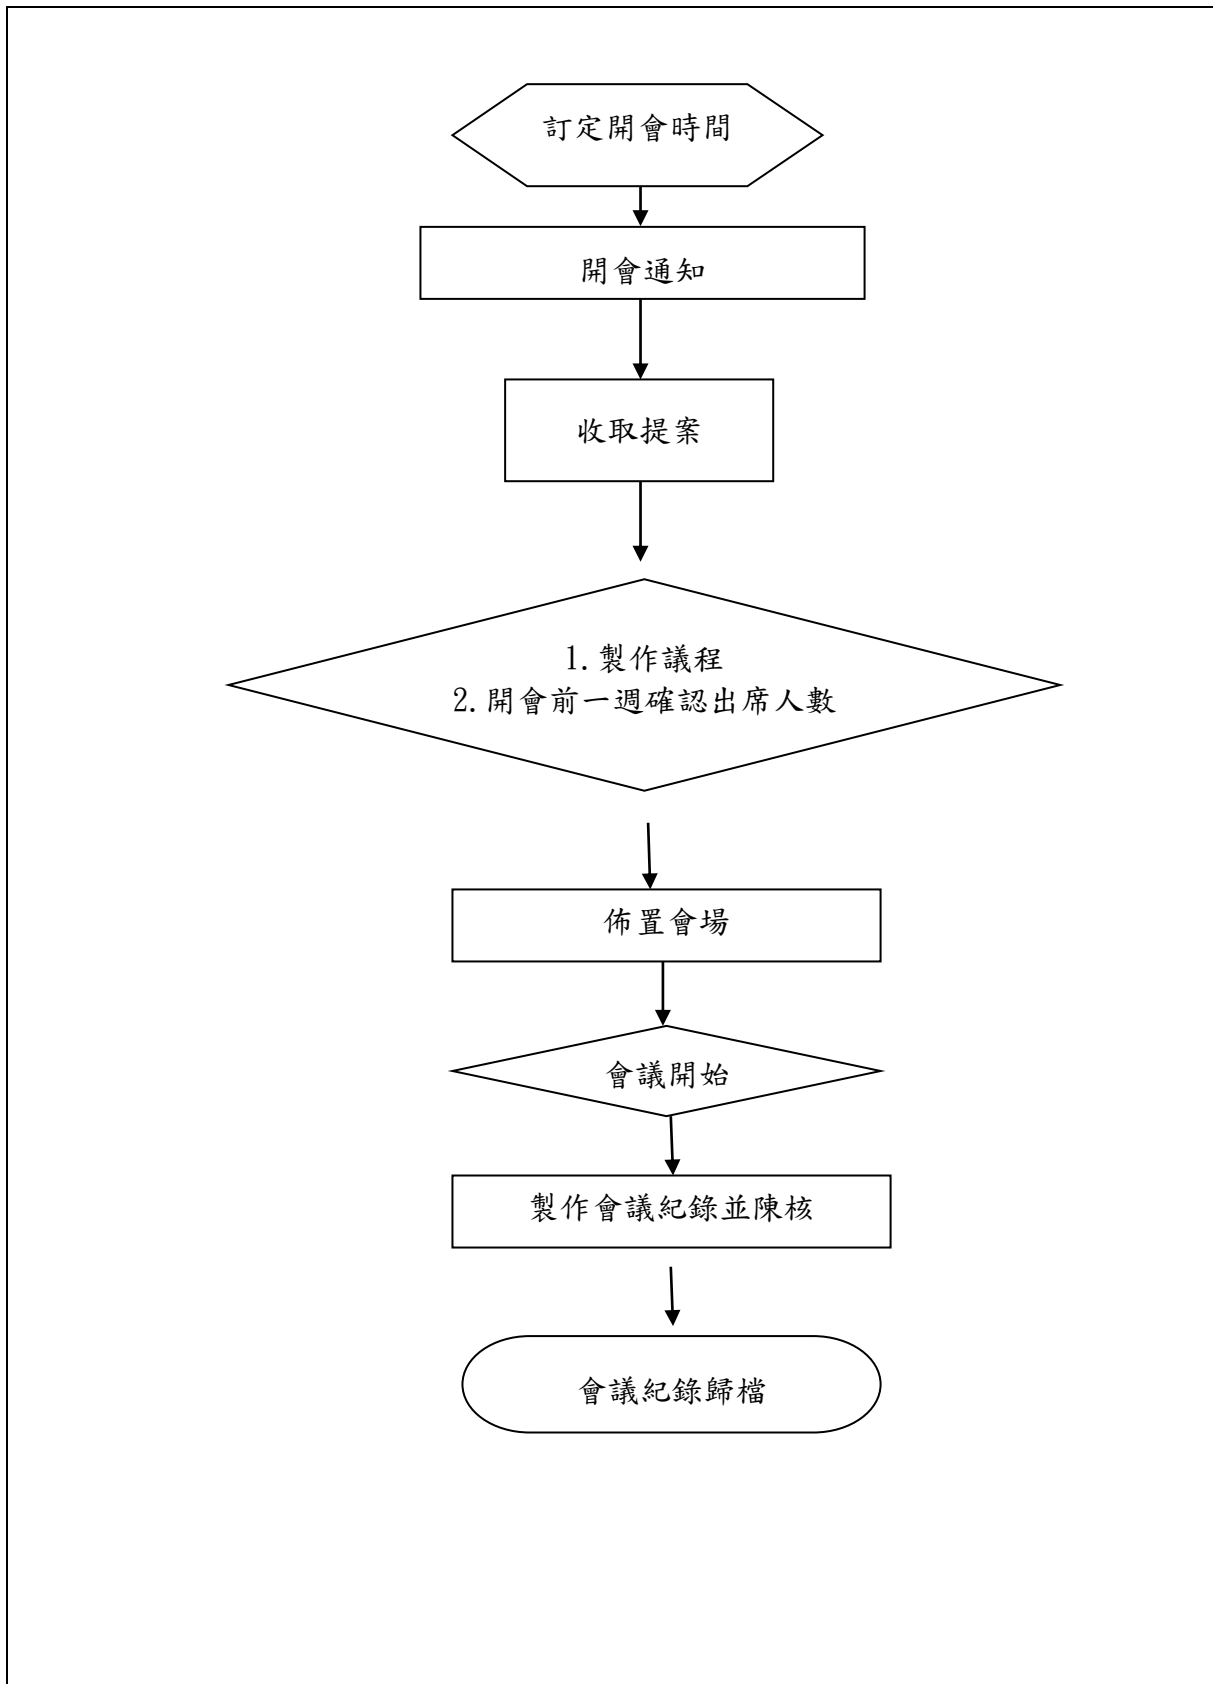 訂定開會時間
開會通知
收取提案
1.製作議程
2.開會前一週確認出席人數
佈置會場
會議開始
製作會議紀錄並陳核
會議紀錄歸檔